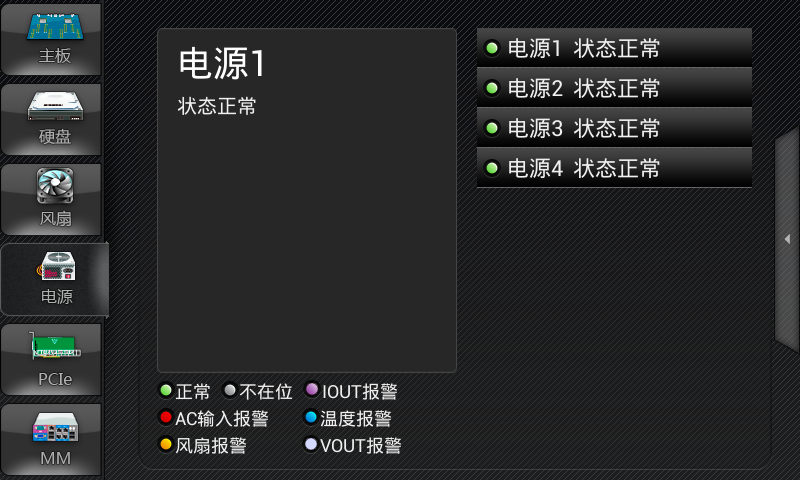 主板
硬盘
风扇
电源
PCIe
MM
电源1
状态正常
电源1 状态正常
电源2 状态正常
电源3 状态正常
电源4 状态正常
正常 不在位 IOUT报警
AC输入报警 温度报警
风扇报警 VOUT报警